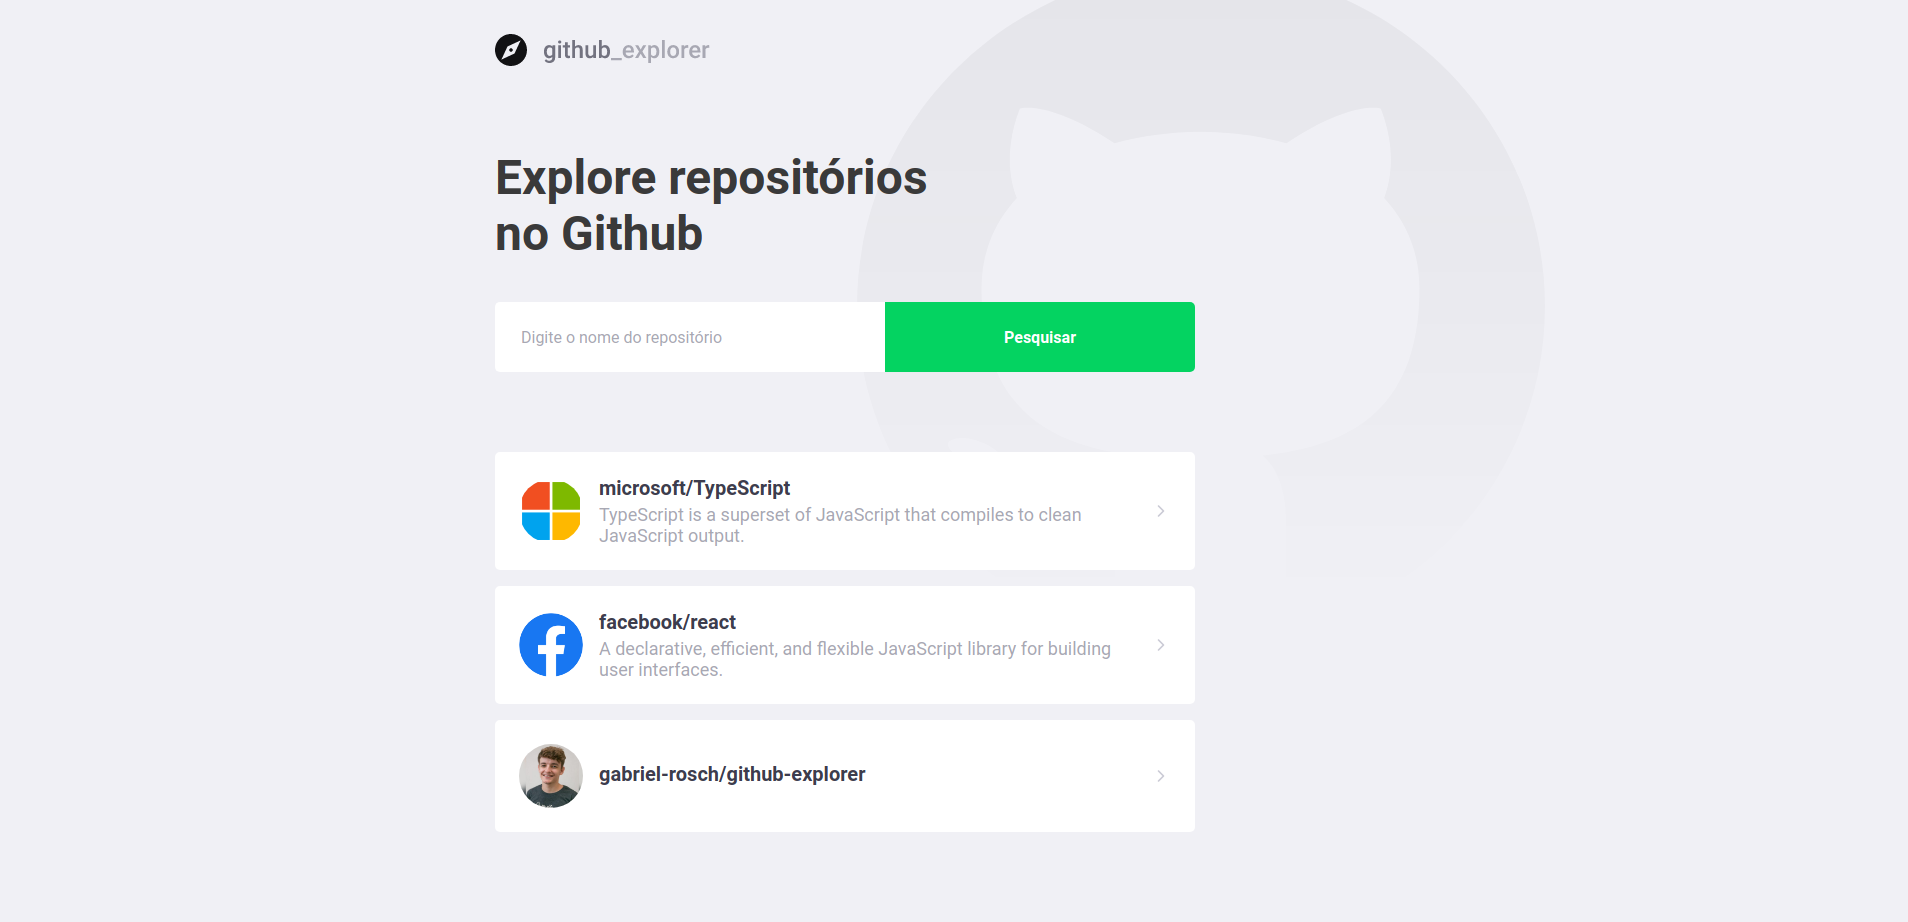 github_explorer
Explore repositórios
no Github
Digite o nome do repositório
Pesquisar
microsoft/TypeScript
TypeScript is a superset of JavaScript that compiles to clean
JavaScript output.
facebook/react
A declarative, efficient, and flexible JavaScript library for building
user interfaces.
gabriel-rosch/github-explorer